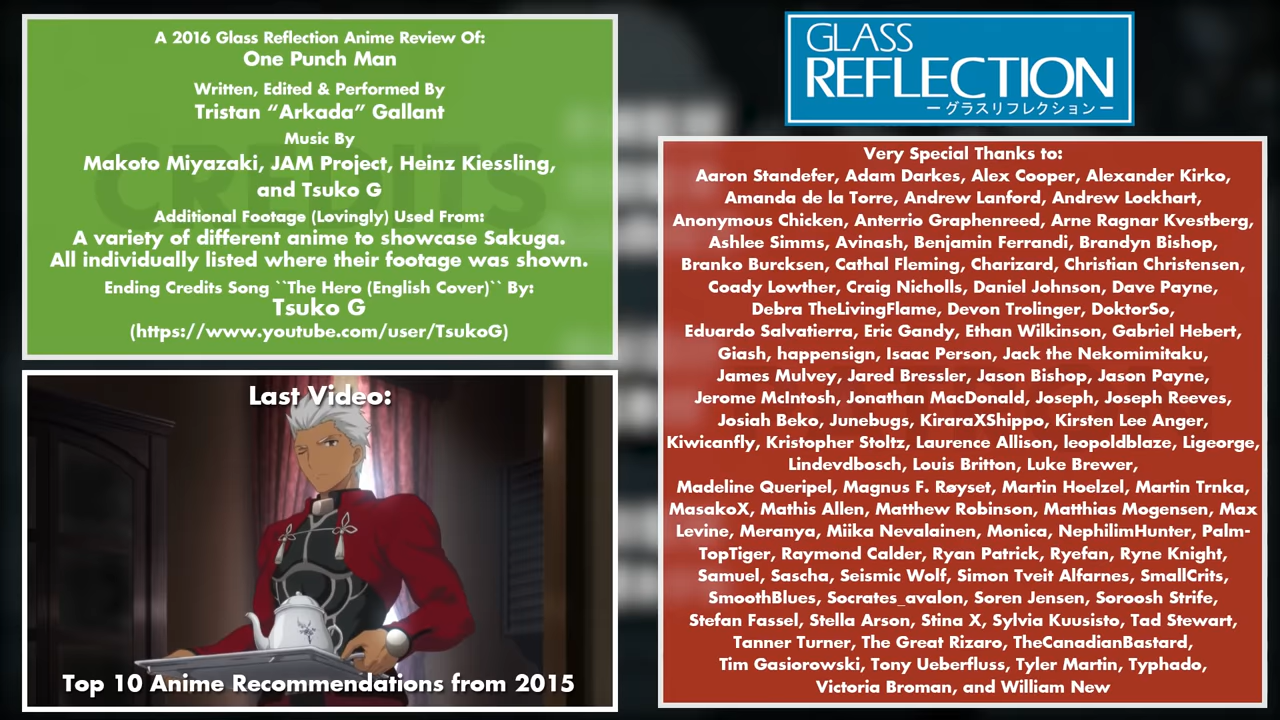 A 2016 Glass Reflection Anime Review Of:
One Punch Man
Written, Edited & Performed By
Tristan “Arkada” Gallant
Music By
Makoto Miyazaki, JAM Project, Heinz Kiessling,
and Tsuko G
Additional Footage (Lovingly) Used From:
A variety of different anime to showcase Sakuga.
All individually listed where their footage was shown.
Ending Credits Song ``The Hero (English Cover)`` By:
Tsuko G
(https://www.youtube.com/user/TsukoG)
CREDITS
Last Video:
Top 10 Anime Recommendations from 2015
GLASS
REFLECTION
ーグラスリフレクションー
Very Special Thanks to:
Aaron Standefer, Adam Darkes, Alex Cooper, Alexander Kirko,
Amanda de la Torre, Andrew Lanford, Andrew Lockhart,
Anonymous Chicken, Anterrio Graphenreed, Arne Ragnar Kvestberg,
Ashlee Simms, Avinash, Benjamin Ferrandi, Brandyn Bishop,
Branko Burcksen, Cathal Fleming, Charizard, Christian Christensen,
Coady Lowther, Craig Nicholls, Daniel Johnson, Dave Payne,
Debra TheLivingFlame, Devon Trolinger, DoktorSo,
Eduardo Salvatierra, Eric Gandy, Ethan Wilkinson, Gabriel Hebert,
Giash, happensign, Isaac Person, Jack the Nekomimitaku,
James Mulvey, Jared Bressler, Jason Bishop, Jason Payne,
Jerome McIntosh, Jonathan MacDonald, Joseph, Joseph Reeves,
Josiah Beko, Junebugs, KiraraXShippo, Kirsten Lee Anger,
Kiwicanfly, Kristopher Stoltz, Laurence Allison, leopoldblaze, Ligeorge,
Lindevdbosch, Louis Britton, Luke Brewer,
Madeline Queripel, Magnus F. Røyset, Martin Hoelzel, Martin Trnka,
MasakoX, Mathis Allen, Matthew Robinson, Matthias Mogensen, Max
Levine, Meranya, Miika Nevalainen, Monica, NephilimHunter, Palm-
TopTiger, Raymond Calder, Ryan Patrick, Ryefan, Ryne Knight,
Samuel, Sascha, Seismic Wolf, Simon Tveit Alfarnes, SmallCrits,
SmoothBlues, Socrates_avalon, Soren Jensen, Soroosh Strife,
Stefan Fassel, Stella Arson, Stina X, Sylvia Kuusisto, Tad Stewart,
Tanner Turner, The Great Rizaro, TheCanadianBastard,
Tim Gasiorowski, Tony Ueberfluss, Tyler Martin, Typhado,
Victoria Broman, and William New